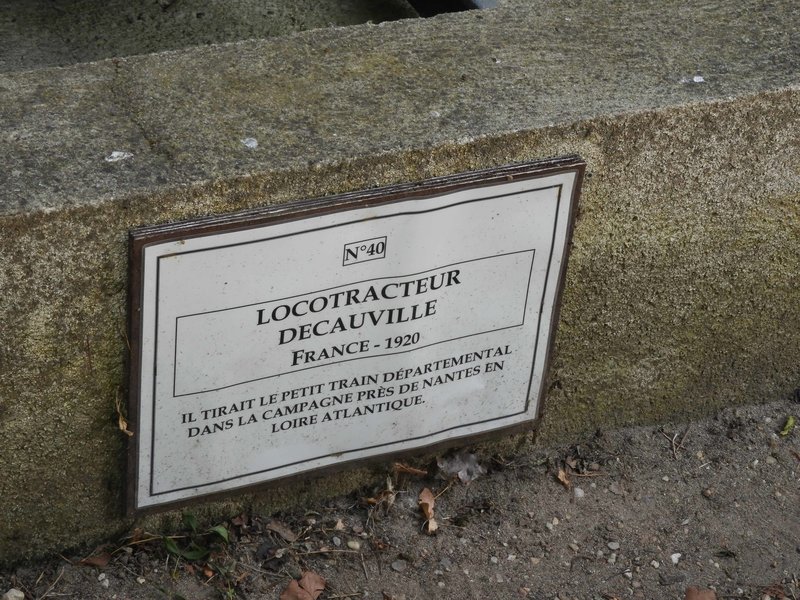 N°40
LOCOTRACTEUR
DECAUVILLE
FRANCE - 1920
IL TIRAIT LE PETIT TRAIN DÉPARTEMENTAL
DANS LA CAMPAGNE PRÈS DE NANTES EN
LOIRE ATLANTIQUE.